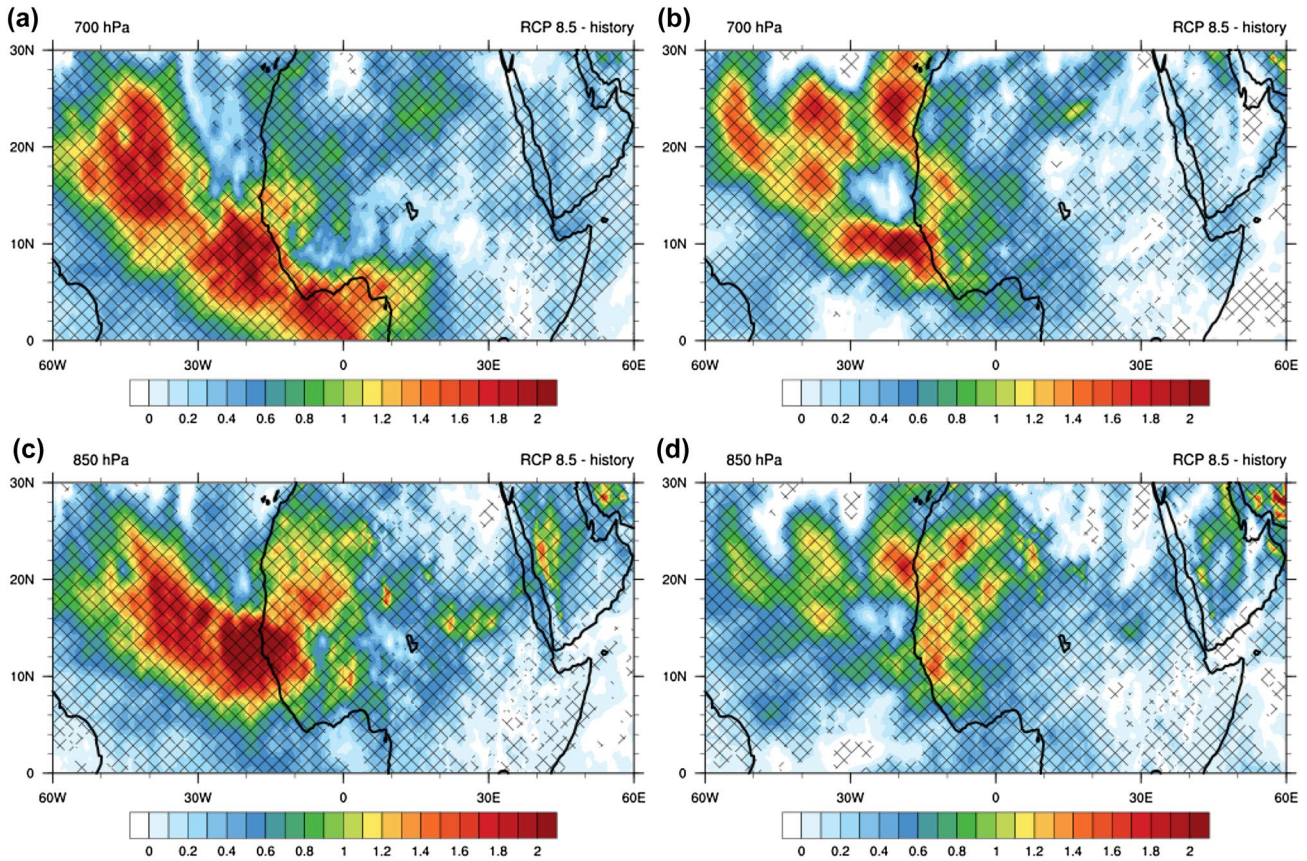 (a) 700 hPa RCP 8.5 - history
(b) 700 hPa RCP 8.5 - history
30N 30N
20N 20N
10N 10N
0 0
60W 30W 0 30E 60E 60W 30W 0 30E 60E
0 0.2 0.4 0.6 0.8 1 1.2 1.4 1.6 1.8 2 0 0.2 0.4 0.6 0.8 1 1.2 1.4 1.6 1.8 2
(c) 850 hPa RCP 8.5 - history
(d) 850 hPa RCP 8.5 - history
30N 30N
20N 20N
10N 10N
0 0
60W 30W 0 30E 60E 60W 30W 0 30E 60E
0 0.2 0.4 0.6 0.8 1 1.2 1.4 1.6 1.8 2 0 0.2 0.4 0.6 0.8 1 1.2 1.4 1.6 1.8 2